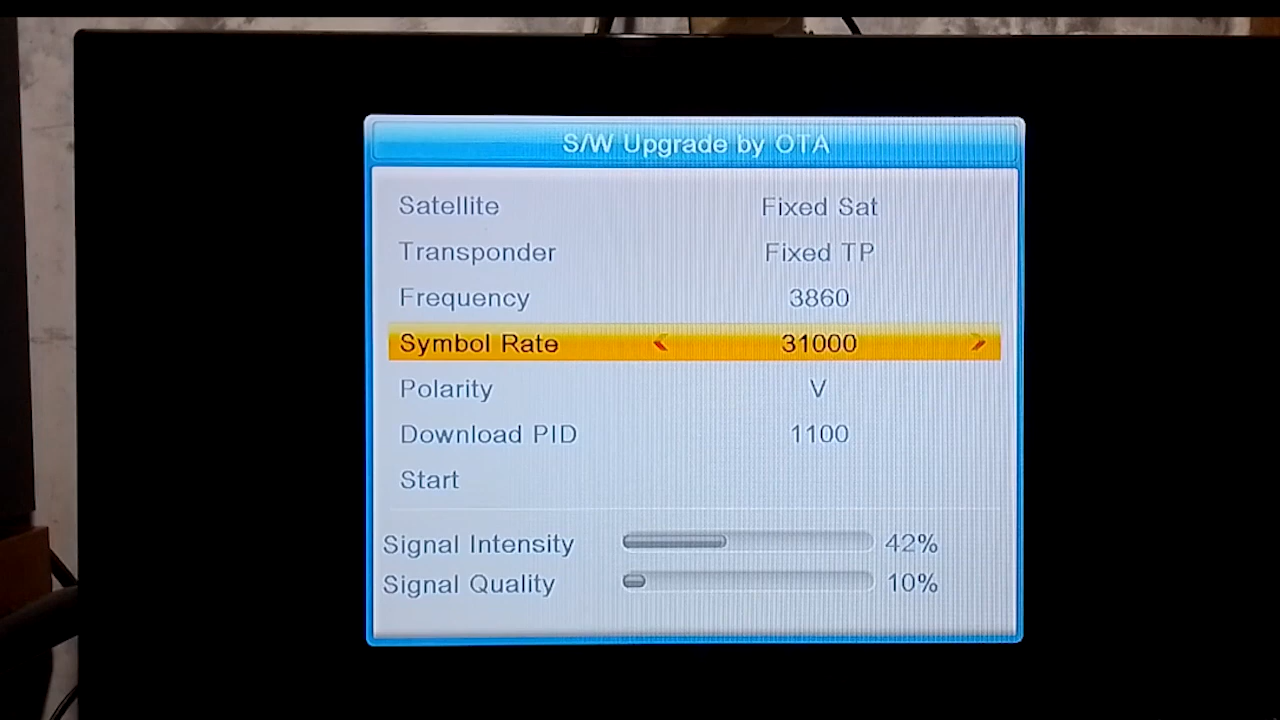 S/W Upgrade by OTA
Satellite Fixed Sat
Transponder Fixed TP
Frequency 3860
Symbol Rate 31000
Polarity V
Download PID 1100
Start
Signal Intensity 42%
Signal Quality 10%